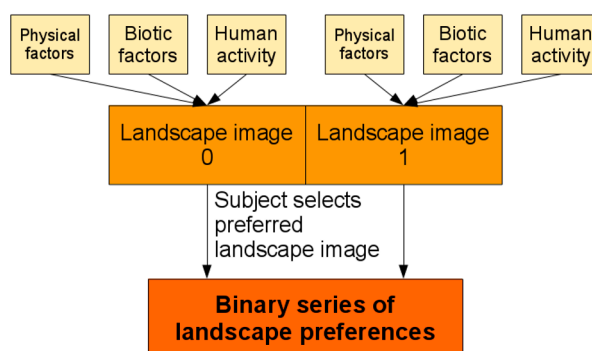 Physical
factors
Biotic
factors
Human
activity
Physical
factors
Biotic
factors
Human
activity
Landscape image
0
Landscape image
1
Subject selects
preferred
landscape image
Binary series of
landscape preferences